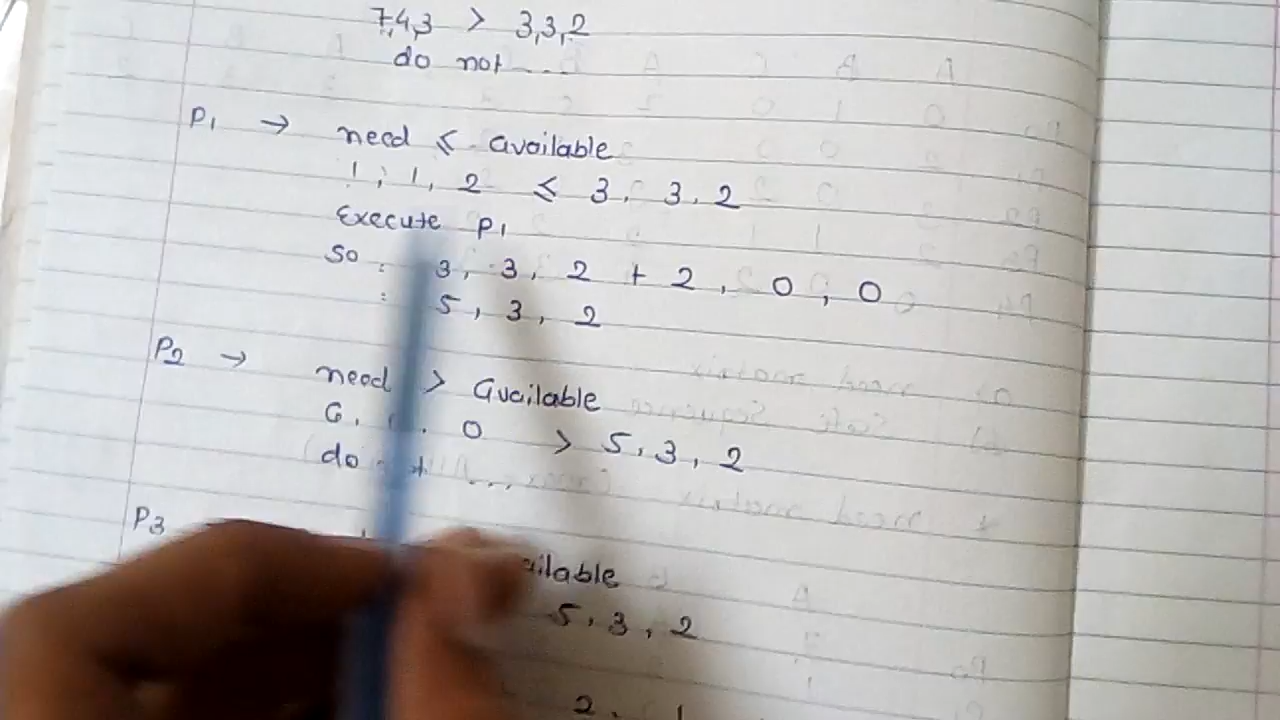 7,4,3 > 3,3,2
do not ...
P1 → need ≤ available
1, 1, 2 ≤ 3, 3, 2
Execute P1
So : 3, 3, 2 + 2, 0, 0
: 5, 3, 2
P2 → need > available
6, , 0 > 5, 3, 2
do
P3
5, 3, 2
2, 1